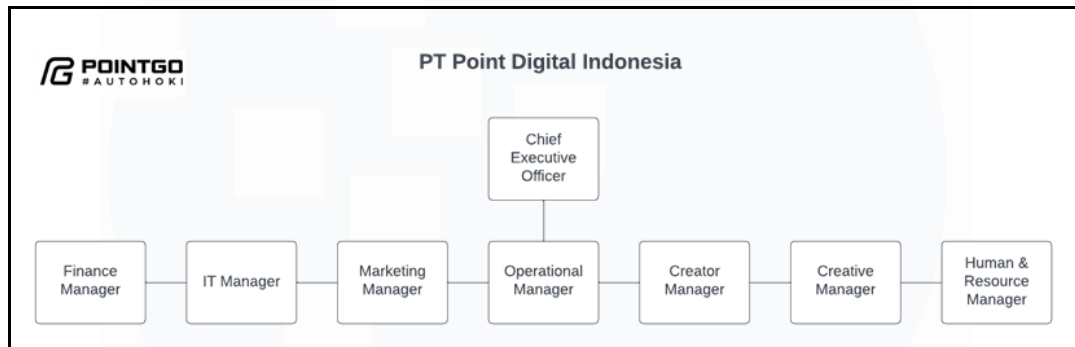 POINTGO
#AUTOHOKI
PT Point Digital Indonesia
Chief
Executive
Officer
Finance
Manager
IT Manager
Marketing
Manager
Operational
Manager
Creator
Manager
Creative
Manager
Human &
Resource
Manager